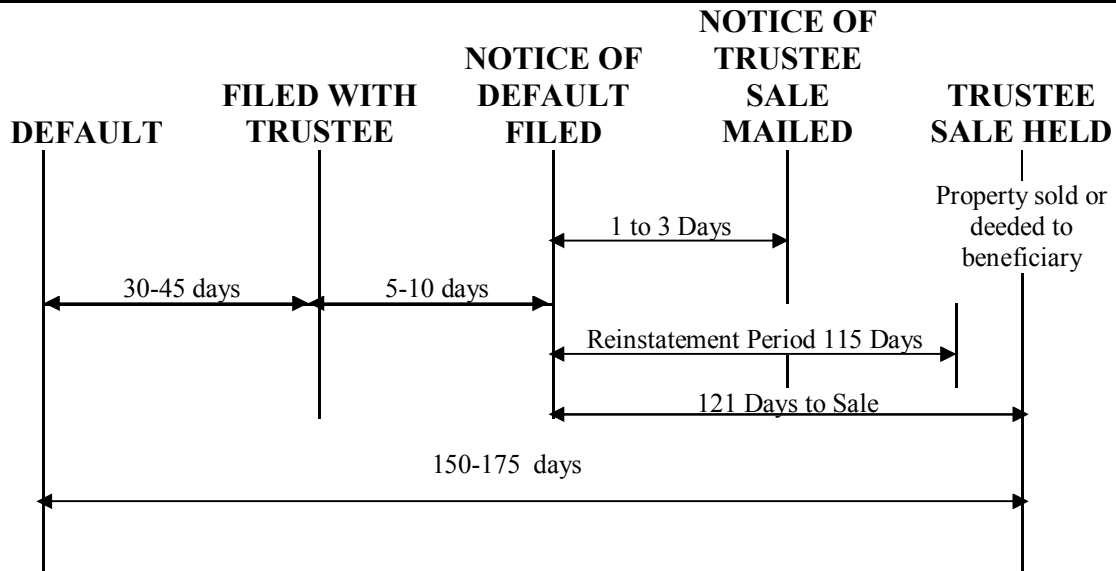 DEFAULT
FILED WITH
TRUSTEE
NOTICE OF
DEFAULT
FILED
NOTICE OF
TRUSTEE
SALE
MAILED
TRUSTEE
SALE HELD
Property sold or
deeded to
beneficiary
1 to 3 Days
30-45 days
5-10 days
Reinstatement Period 115 Days
121 Days to Sale
150-175 days